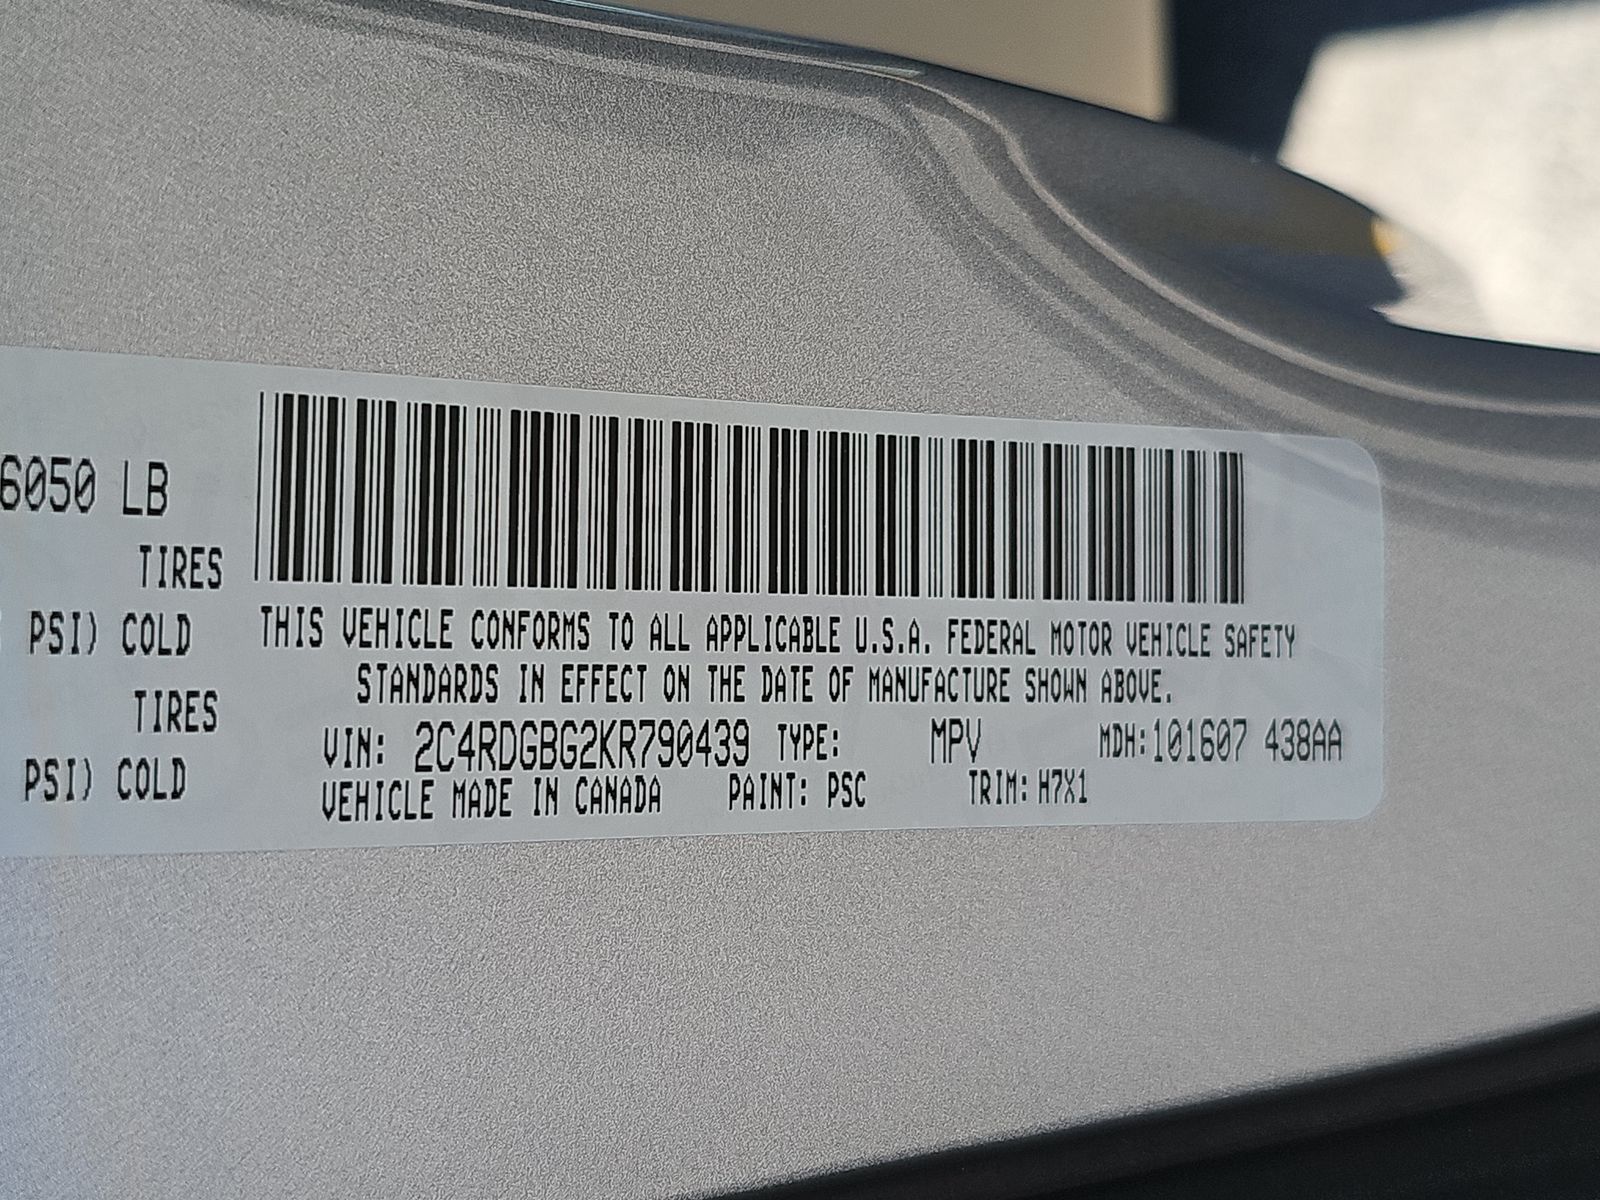 6050 LB
TIRES
PSI) COLD
TIRES
PSI) COLD
THIS VEHICLE CONFORMS TO ALL APPLICABLE U.S.A. FEDERAL MOTOR VEHICLE SAFETY
STANDARDS IN EFFECT ON THE DATE OF MANUFACTURE SHOWN ABOVE.
VIN: 2C4RDGBG2KR790439 TYPE: MPV MDH:101607 438AA
VEHICLE MADE IN CANADA PAINT: PSC TRIM: H7X1